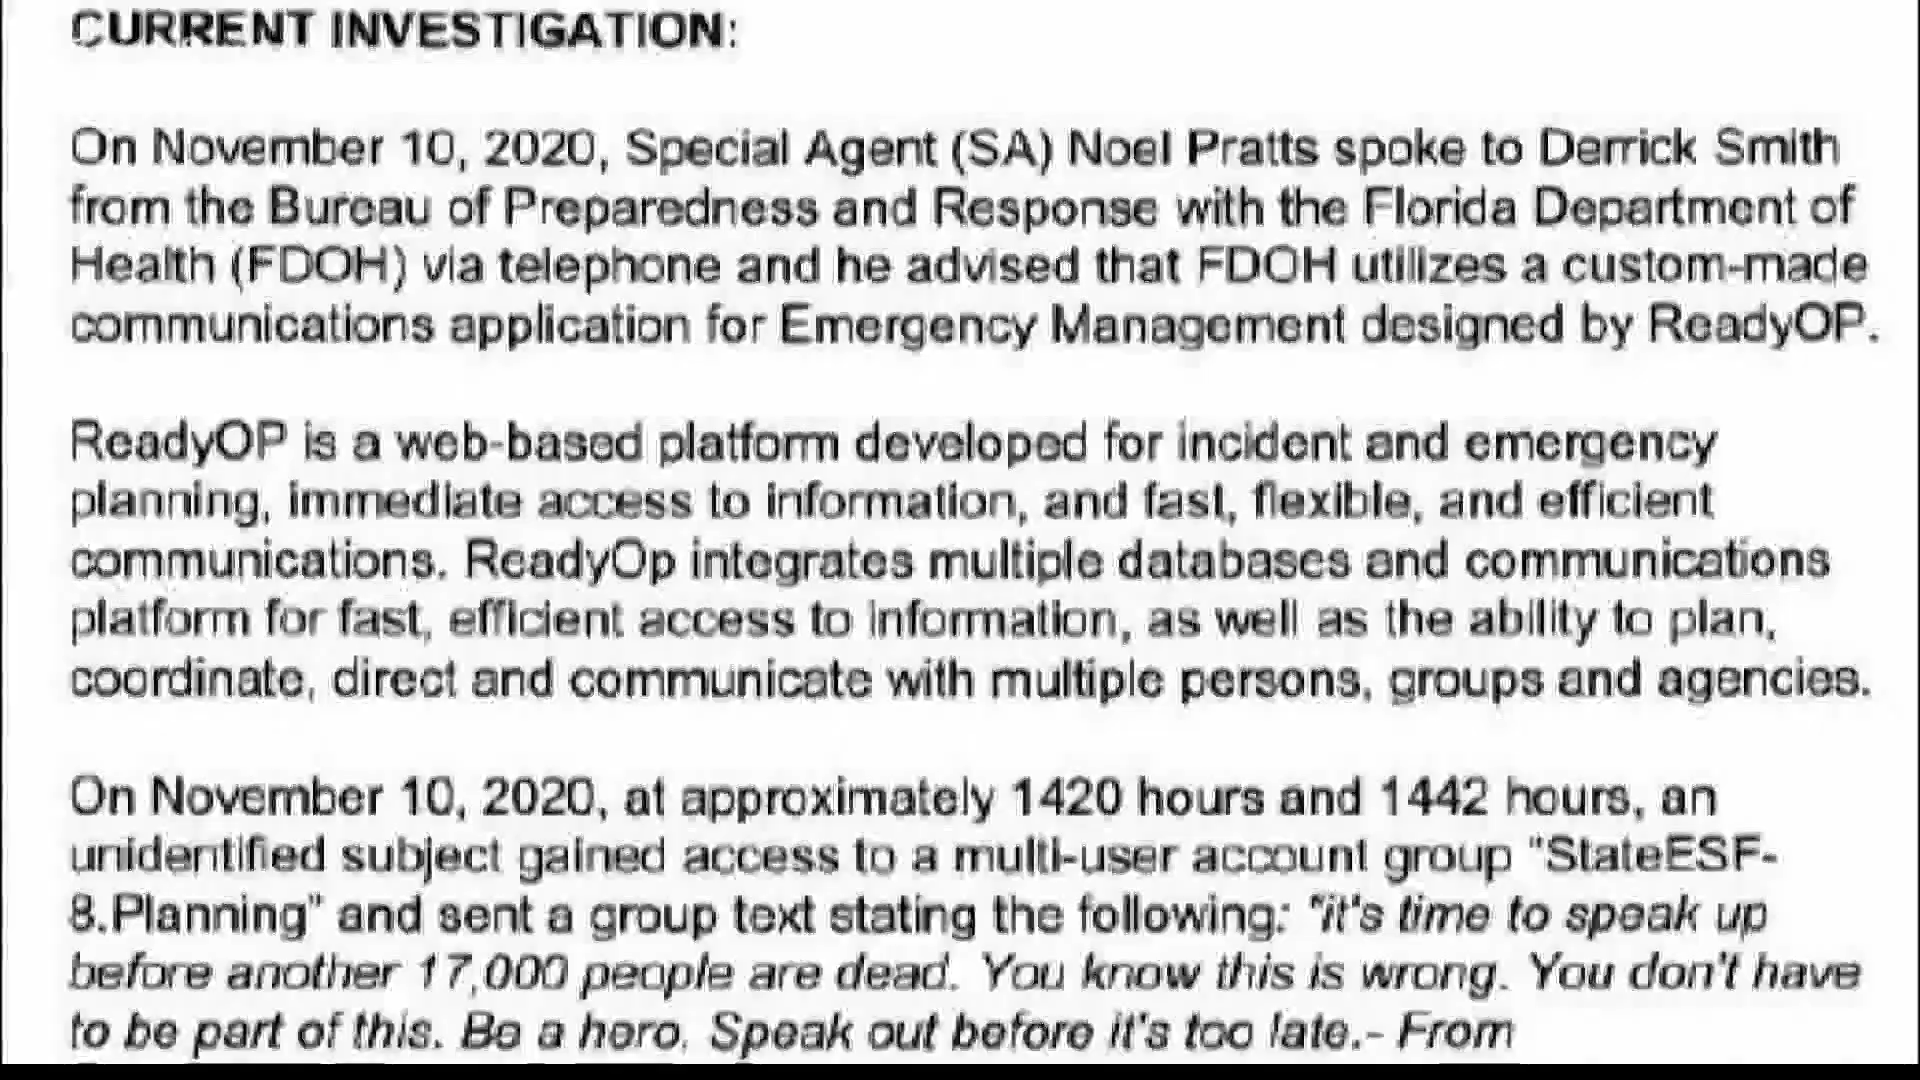 CURRENT INVESTIGATION:
On November 10, 2020, Special Agent (SA) Noel Pratts spoke to Derrick Smith
from the Bureau of Preparedness and Response with the Florida Department of
Health (FDOH) via telephone and he advised that FDOH utilizes a custom-made
communications application for Emergency Management designed by ReadyOP.
ReadyOP is a web-based platform developed for incident and emergency
planning, immediate access to information, and fast, flexible, and efficient
communications. ReadyOp integrates multiple databases and communications
platform for fast, efficient access to information, as well as the ability to plan,
coordinate, direct and communicate with multiple persons, groups and agencies.
On November 10, 2020, at approximately 1420 hours and 1442 hours, an
unidentified subject gained access to a multi-user account group "StateESF-
8.Planning" and sent a group text stating the following: "it's time to speak up
before another 17,000 people are dead. You know this is wrong. You don't have
to be part of this. Be a hero. Speak out before it's too late.- From